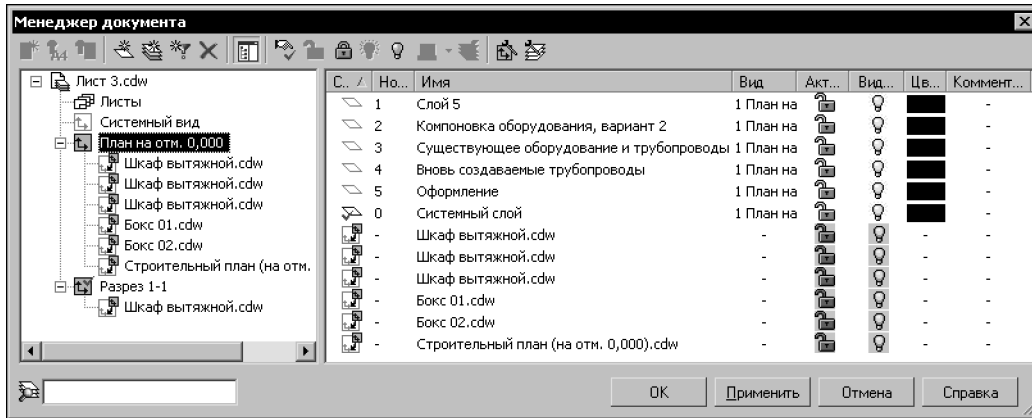 Менеджер документа
Лист 3.cdw
Листы
Системный вид
План на отм. 0,000
Шкаф вытяжной.cdw
Шкаф вытяжной.cdw
Шкаф вытяжной.cdw
Бокс 01.cdw
Бокс 02.cdw
Строительный план (на отм.
Разрез 1-1
Шкаф вытяжной.cdw
С... Но... Имя Вид Акт... Вид... Цв... Коммент...
1 Слой 5 1 План на -
2 Компоновка оборудования, вариант 2 1 План на -
3 Существующее оборудование и трубопроводы 1 План на -
4 Вновь создаваемые трубопроводы 1 План на -
5 Оформление 1 План на -
0 Системный слой 1 План на -
- Шкаф вытяжной.cdw - - -
- Шкаф вытяжной.cdw - - -
- Шкаф вытяжной.cdw - - -
- Бокс 01.cdw - - -
- Бокс 02.cdw - - -
- Строительный план (на отм. 0,000).cdw - - -
OK Применить Отмена Справка